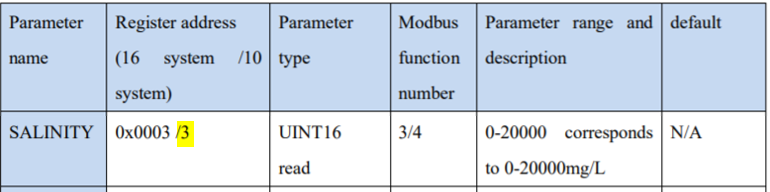 Parameter name
Register address (16 system /10 system)
Parameter type
Modbus function number
Parameter range and description
default
SALINITY
0x0003 /3
UINT16 read
3/4
0-20000 corresponds to 0-20000mg/L
N/A